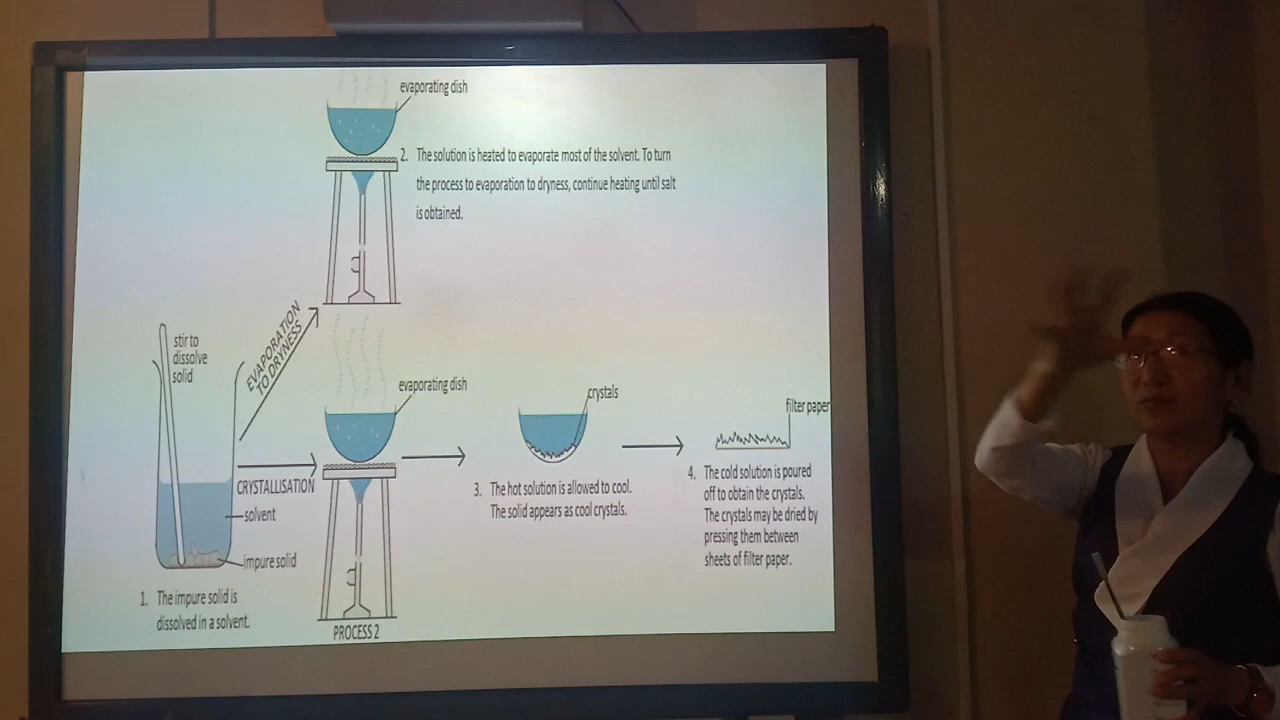 evaporating dish
2. The solution is heated to evaporate most of the solvent. To turn
the process to evaporation to dryness, continue heating until salt
is obtained.
stir to
dissolve
solid
EVAPORATION
TO DRYNESS
evaporating dish
crystals
filter paper
CRYSTALLISATION
solvent
impure solid
1. The impure solid is
dissolved in a solvent.
PROCESS 2
3. The hot solution is allowed to cool.
The solid appears as cool crystals.
4. The cold solution is poured
off to obtain the crystals.
The crystals may be dried by
pressing them between
sheets of filter paper.